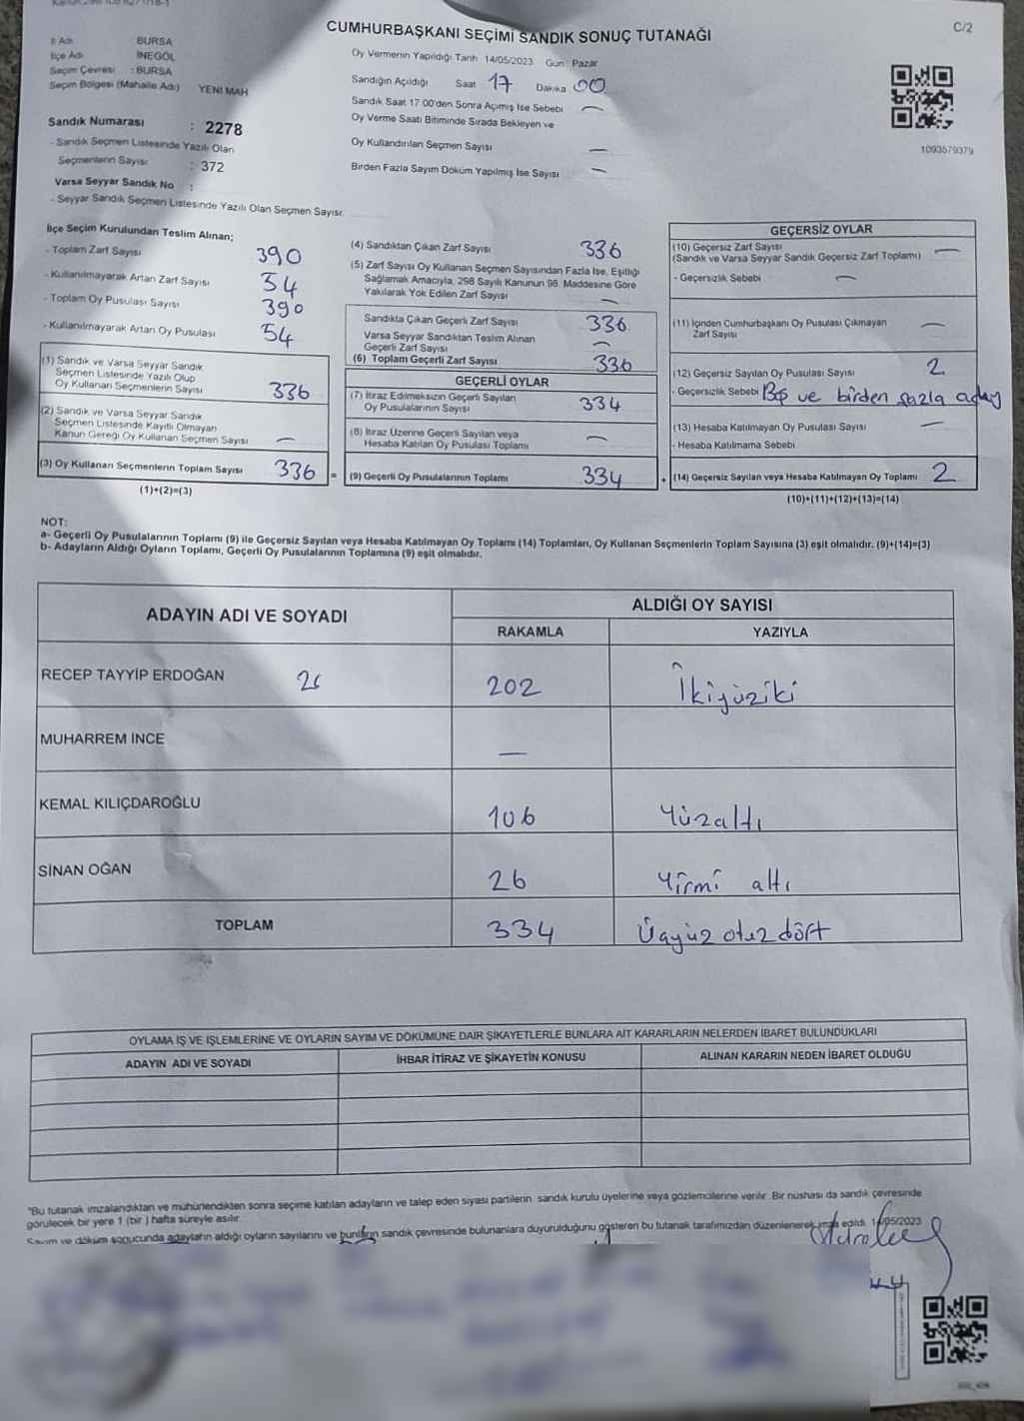 CUMHURBAŞKANI SEÇİMİ SANDIK SONUÇ TUTANAĞI
C/2
İl Adı BURSA
İlçe Adı İNEGÖL
Seçim Çevresi : BURSA
Seçim Bölgesi (Mahalle Adı) YENİ MAH
Sandık Numarası : 2278
- Sandık Seçmen Listesinde Yazılı Olan
Seçmenlerin Sayısı : 372
Varsa Seyyar Sandık No :
- Seyyar Sandık Seçmen Listesinde Yazılı Olan Seçmen Sayısı:
Oy Vermenin Yapıldığı Tarih 14/05/2023 Gün: Pazar
Sandığın Açıldığı Saat 17 Dakika 00
Sandık Saat 17:00'den Sonra Açımış İse Sebebi —
Oy Verme Saati Bitiminde Sırada Bekleyen ve
Oy Kullandırılan Seçmen Sayısı —
Birden Fazla Sayım Döküm Yapılmış İse Sayısı —
1093579379
İlçe Seçim Kurulundan Teslim Alınan;
- Toplam Zarf Sayısı 390
- Kullanılmayarak Artan Zarf Sayısı 54
- Toplam Oy Pusulası Sayısı 390
- Kullanılmayarak Artan Oy Pusulası 54
(1) Sandık ve Varsa Seyyar Sandık
Seçmen Listesinde Yazılı Olup
Oy Kullanan Seçmenlerin Sayısı 336
(2) Sandık ve Varsa Seyyar Sandık
Seçmen Listesinde Kayıtlı Olmayan
Kanun Gereği Oy Kullanan Seçmen Sayısı —
(3) Oy Kullanan Seçmenlerin Toplam Sayısı 336 =
(1)+(2)=(3)
(4) Sandıktan Çıkan Zarf Sayısı 336
(5) Zarf Sayısı Oy Kullanan Seçmen Sayısından Fazla İse, Eşitliği
Sağlamak Amacıyla, 298 Sayılı Kanunun 98. Maddesine Göre
Yakılarak Yok Edilen Zarf Sayısı —
Sandıkta Çıkan Geçerli Zarf Sayısı 336
Varsa Seyyar Sandıktan Teslim Alınan
Geçerli Zarf Sayısı —
(6) Toplam Geçerli Zarf Sayısı 336
GEÇERLİ OYLAR
(7) İtiraz Edilmeksizin Geçerli Sayılan
Oy Pusulalarının Sayısı 334
(8) İtiraz Üzerine Geçerli Sayılan veya
Hesaba Katılan Oy Pusulası Toplamı —
(9) Geçerli Oy Pusulalarının Toplamı 334 +
GEÇERSİZ OYLAR
(10) Geçersiz Zarf Sayısı —
(Sandık ve Varsa Seyyar Sandık Geçersiz Zarf Toplamı)
- Geçersizlik Sebebi —
(11) İçinden Cumhurbaşkanı Oy Pusulası Çıkmayan
Zarf Sayısı —
(12) Geçersiz Sayılan Oy Pusulası Sayısı 2
- Geçersizlik Sebebi Boş ve birden fazla aday
(13) Hesaba Katılmayan Oy Pusulası Sayısı —
- Hesaba Katılmama Sebebi
(14) Geçersiz Sayılan veya Hesaba Katılmayan Oy Toplamı 2
(10)+(11)+(12)+(13)=(14)
NOT:
a- Geçerli Oy Pusulalarının Toplamı (9) ile Geçersiz Sayılan veya Hesaba Katılmayan Oy Toplamı (14) Toplamları, Oy Kullanan Seçmenlerin Toplam Sayısına (3) eşit olmalıdır. (9)+(14)=(3)
b- Adayların Aldığı Oyların Toplamı, Geçerli Oy Pusulalarının Toplamına (9) eşit olmalıdır.
ADAYIN ADI VE SOYADI
ALDIĞI OY SAYISI
RAKAMLA YAZIYLA
RECEP TAYYİP ERDOĞAN 26 202 İkiyüziki
MUHARREM İNCE —
KEMAL KILIÇDAROĞLU 106 Yüzaltı
SİNAN OĞAN 26 Yirmi altı
TOPLAM 334 Üçyüz otuz dört
OYLAMA İŞ VE İŞLEMLERİNE VE OYLARIN SAYIM VE DÖKÜMÜNE DAİR ŞİKAYETLERLE BUNLARA AİT KARARLARIN NELERDEN İBARET BULUNDUKLARI
ADAYIN ADI VE SOYADI İHBAR İTİRAZ VE ŞİKAYETİN KONUSU ALINAN KARARIN NEDEN İBARET OLDUĞU
"Bu tutanak imzalandıktan ve mühürlendikten sonra seçime katılan adayların ve talep eden siyasi partilerin sandık kurulu üyelerine veya gözlemcilerine verilir. Bir nüshası da sandık çevresinde
görülecek bir yere 1 (bir ) hafta süreyle asılır.
Sayım ve döküm sonucunda adayların aldığı oyların sayılarını ve bunların sandık çevresinde bulunanlara duyurulduğunu gösteren bu tutanak tarafımızdan düzenlenerek imza edildi. 14/05/2023